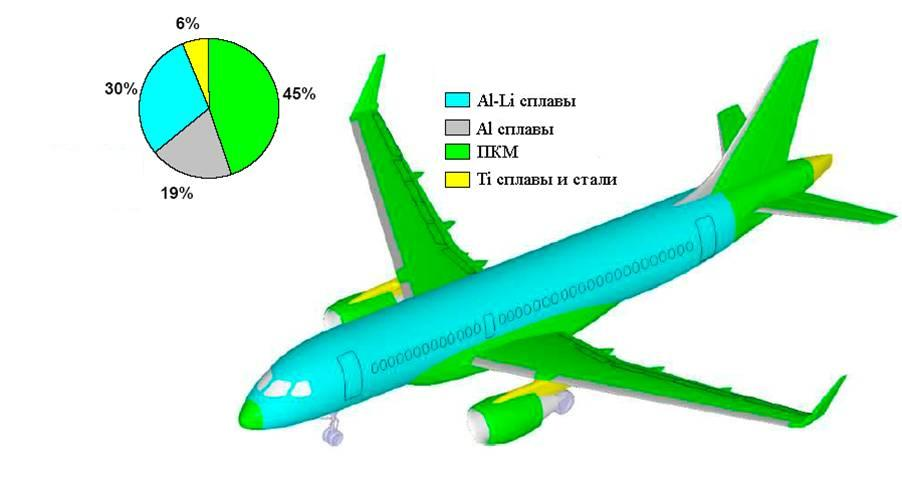 6%
30%
45%
19%
Al-Li сплавы
Al сплавы
ПКМ
Ti сплавы и стали